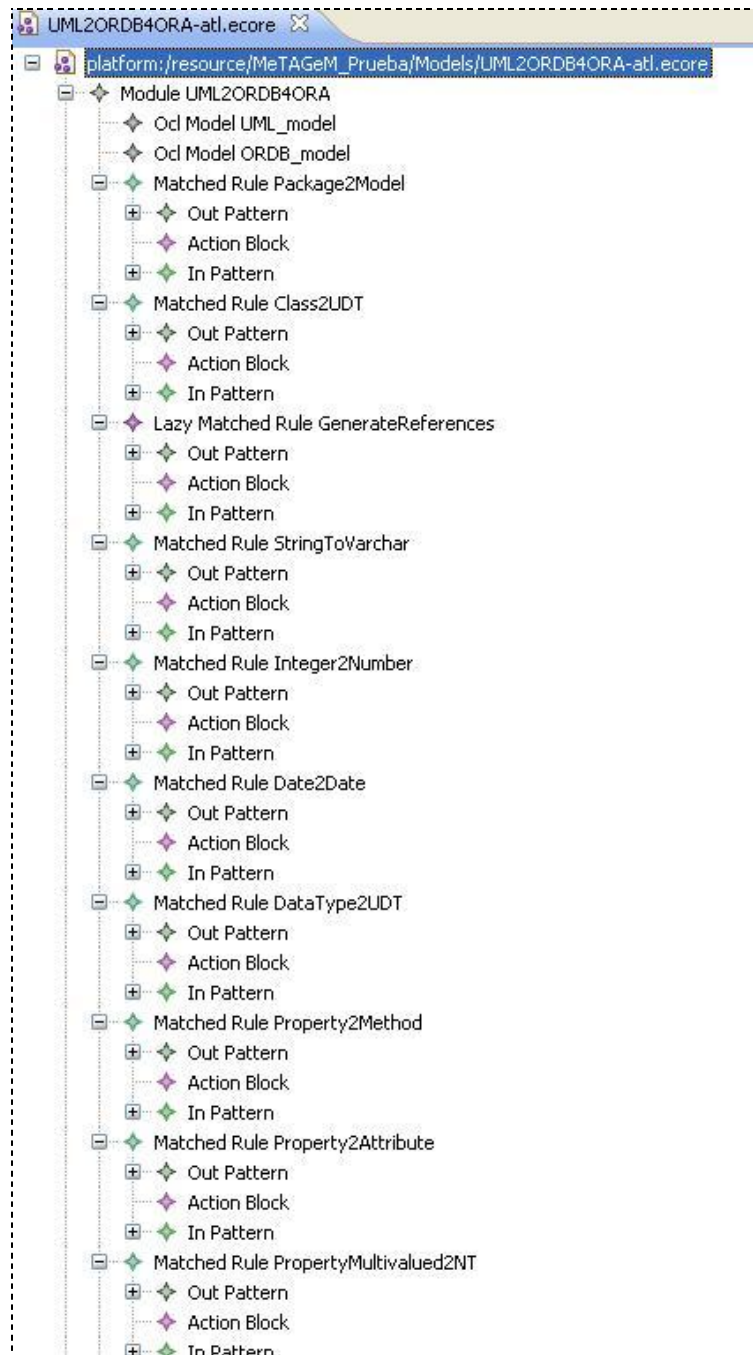 UML2ORDB4ORA-atl.ecore
platform:/resource/MeTAGeM_Prueba/Models/UML2ORDB4ORA-atl.ecore
Module UML2ORDB4ORA
Ocl Model UML_model
Ocl Model ORDB_model
Matched Rule Package2Model
Out Pattern
Action Block
In Pattern
Matched Rule Class2UDT
Out Pattern
Action Block
In Pattern
Lazy Matched Rule GenerateReferences
Out Pattern
Action Block
In Pattern
Matched Rule StringToVarchar
Out Pattern
Action Block
In Pattern
Matched Rule Integer2Number
Out Pattern
Action Block
In Pattern
Matched Rule Date2Date
Out Pattern
Action Block
In Pattern
Matched Rule DataType2UDT
Out Pattern
Action Block
In Pattern
Matched Rule Property2Method
Out Pattern
Action Block
In Pattern
Matched Rule Property2Attribute
Out Pattern
Action Block
In Pattern
Matched Rule PropertyMultivalued2NT
Out Pattern
Action Block
In Pattern